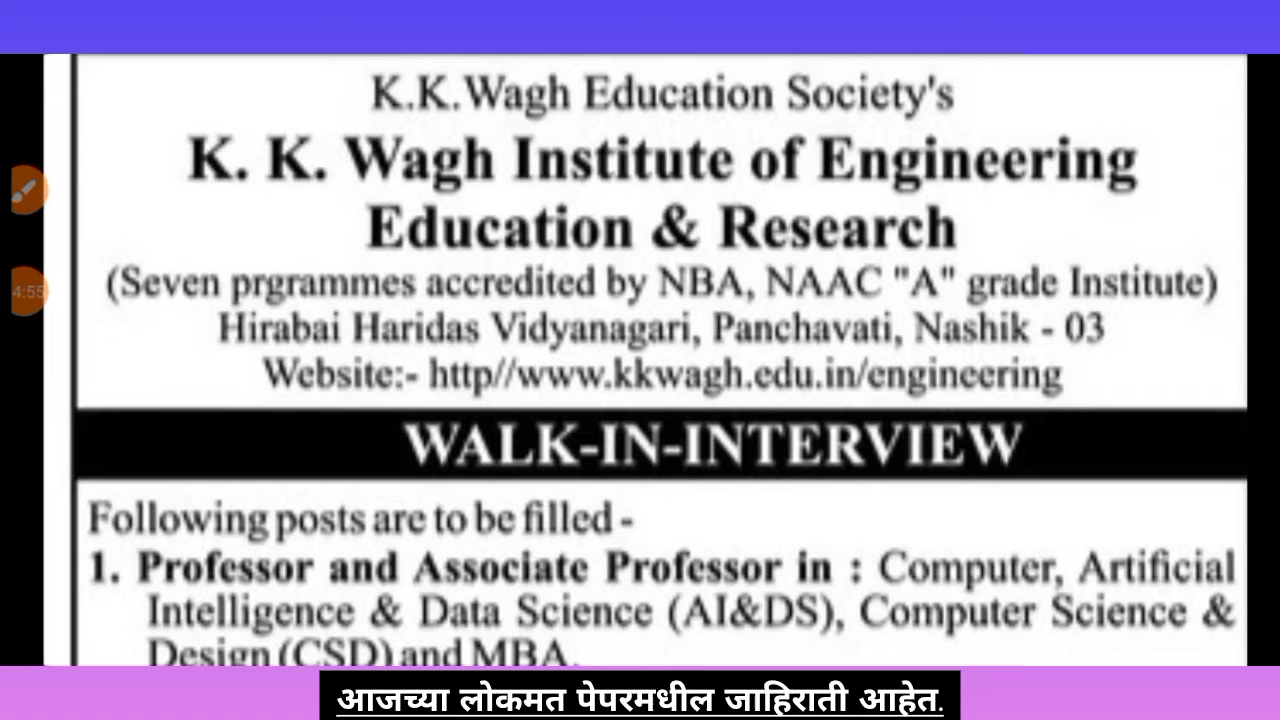 K.K.Wagh Education Society's
K. K. Wagh Institute of Engineering
Education & Research
(Seven prgrammes accredited by NBA, NAAC "A" grade Institute)
Hirabai Haridas Vidyanagari, Panchavati, Nashik - 03
Website:- http//www.kkwagh.edu.in/engineering
WALK-IN-INTERVIEW
Following posts are to be filled -
1. Professor and Associate Professor in : Computer, Artificial
Intelligence & Data Science (AI&DS), Computer Science &
Design (CSD) and MBA.
4:55
आजच्या लोकमत पेपरमधील जाहिराती आहेत.